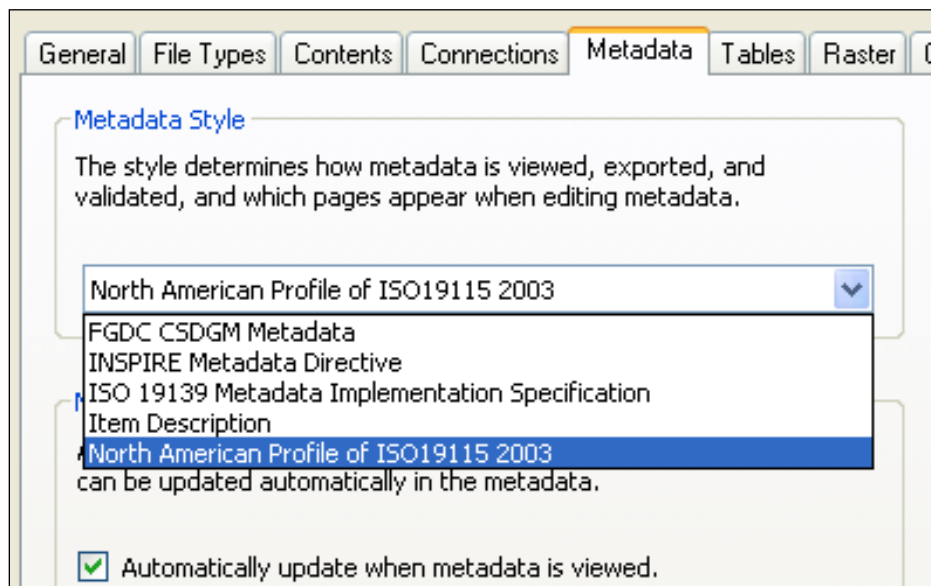 General File Types Contents Connections Metadata Tables Raster
Metadata Style
The style determines how metadata is viewed, exported, and
validated, and which pages appear when editing metadata.
North American Profile of ISO19115 2003
FGDC CSDGM Metadata
INSPIRE Metadata Directive
ISO 19139 Metadata Implementation Specification
Item Description
North American Profile of ISO19115 2003
can be updated automatically in the metadata.
Automatically update when metadata is viewed.